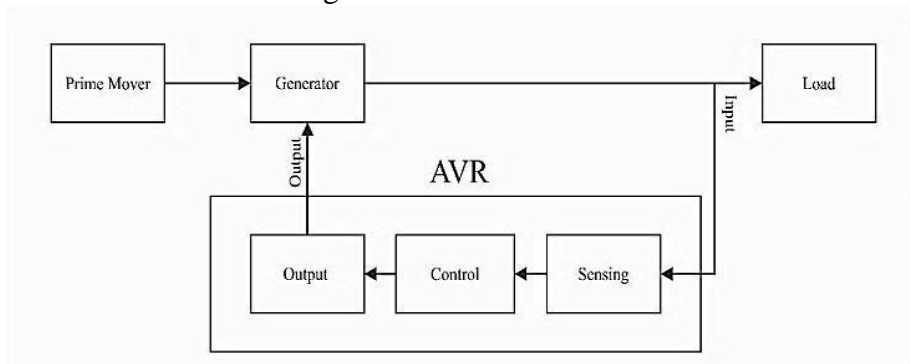 Prime Mover
Generator
Load
Input
Output
AVR
Output
Control
Sensing